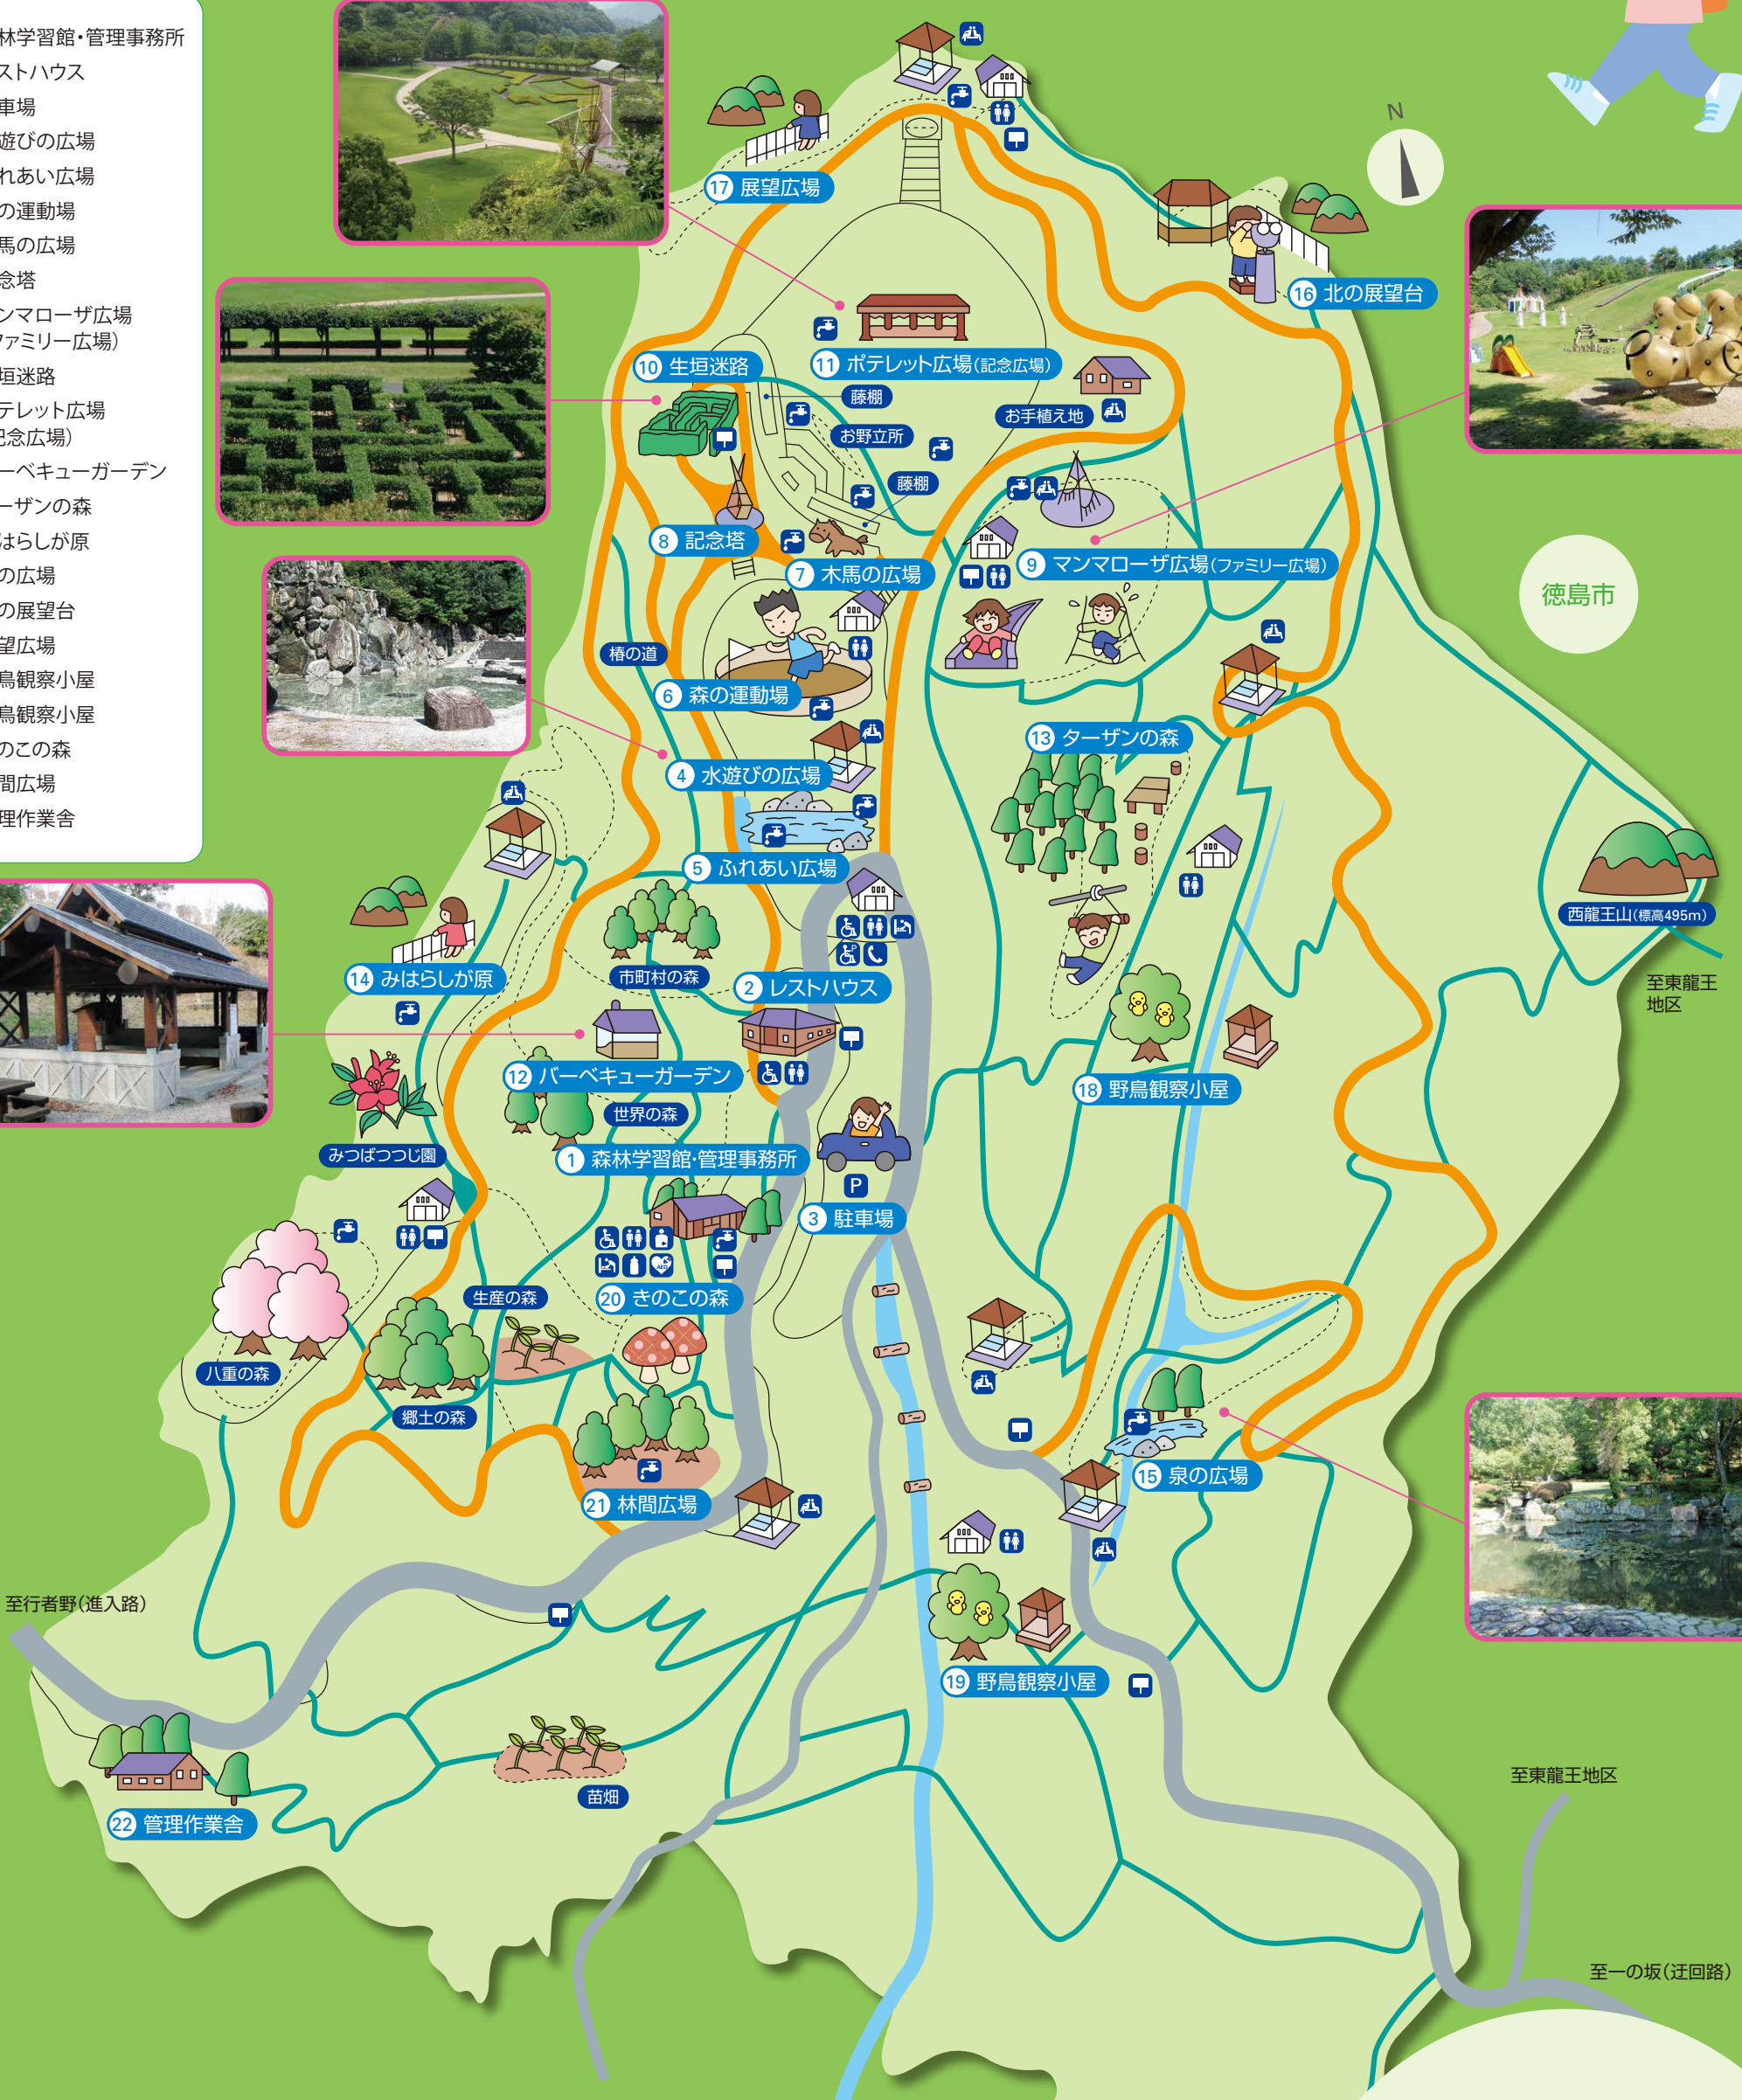 林学習館・管理事務所
ストハウス
車場
遊びの広場
れあい広場
の運動場
馬の広場
念塔
ンマローザ広場
ファミリー広場）
垣迷路
テレット広場
記念広場）
ーベキューガーデン
ーザンの森
はらしが原
の広場
の展望台
望広場
鳥観察小屋
鳥観察小屋
のこの森
間広場
理作業舎
N
17 展望広場
16 北の展望台
10 生垣迷路
11 ポテレット広場（記念広場）
藤棚
お手植え地
お野立所
藤棚
8 記念塔
7 木馬の広場
9 マンマローザ広場（ファミリー広場）
徳島市
椿の道
6 森の運動場
13 ターザンの森
4 水遊びの広場
5 ふれあい広場
西龍王山（標高495m）
至東龍王
地区
14 みはらしが原
市町村の森
2 レストハウス
12 バーベキューガーデン
18 野鳥観察小屋
世界の森
みつばつつじ園
1 森林学習館・管理事務所
P
3 駐車場
AED
生産の森
20 きのこの森
八重の森
郷土の森
15 泉の広場
21 林間広場
至行者野（進入路）
19 野鳥観察小屋
苗畑
22 管理作業舎
至東龍王地区
至一の坂（迂回路）